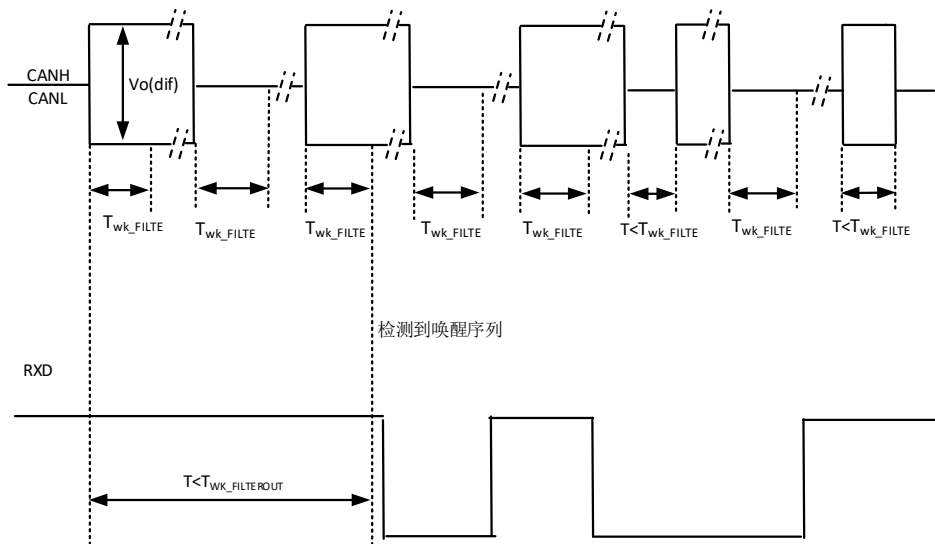 CANH
CANL
Vo(dif)
Twk_FILTE
Twk_FILTE
Twk_FILTE
Twk_FILTE
Twk_FILTE
T<Twk_FILTE
Twk_FILTE
T<Twk_FILTE
检测到唤醒序列
RXD
T<TWK_FILTEROUT